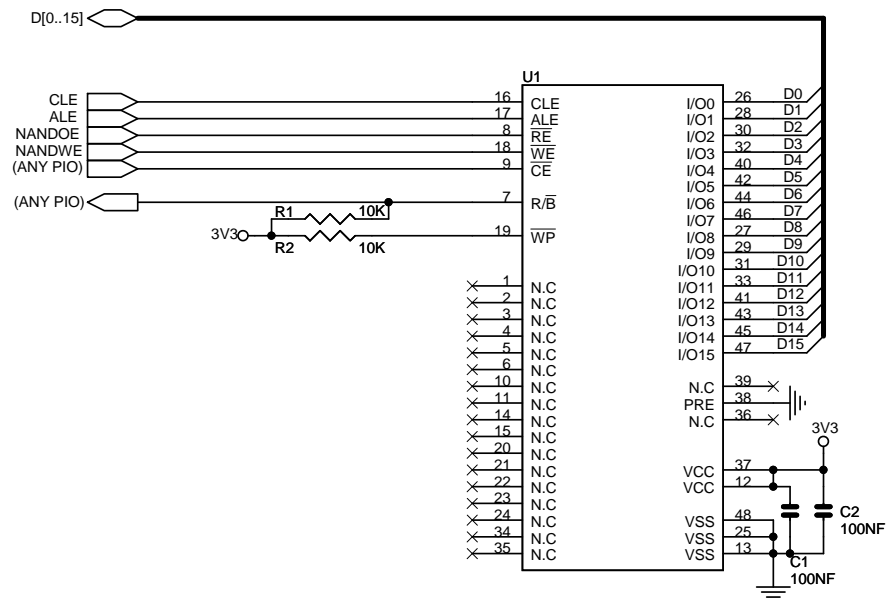 D[0..15]
U1
CLE 16 CLE
ALE 17 ALE
NANDOE 8 RE
NANDWE 18 WE
(ANY PIO) 9 CE
(ANY PIO) 7 R/B
R1 10K
3V3 19 WP
R2 10K
1 N.C
2 N.C
3 N.C
4 N.C
5 N.C
6 N.C
10 N.C
11 N.C
14 N.C
15 N.C
20 N.C
21 N.C
22 N.C
23 N.C
24 N.C
34 N.C
35 N.C
I/O0 26 D0
I/O1 28 D1
I/O2 30 D2
I/O3 32 D3
I/O4 40 D4
I/O5 42 D5
I/O6 44 D6
I/O7 46 D7
I/O8 27 D8
I/O9 29 D9
I/O10 31 D10
I/O11 33 D11
I/O12 41 D12
I/O13 43 D13
I/O14 45 D14
I/O15 47 D15
N.C 39
PRE 38
N.C 36
3V3
VCC 37
VCC 12
VSS 48
VSS 25
VSS 13
C2
100NF
C1
100NF